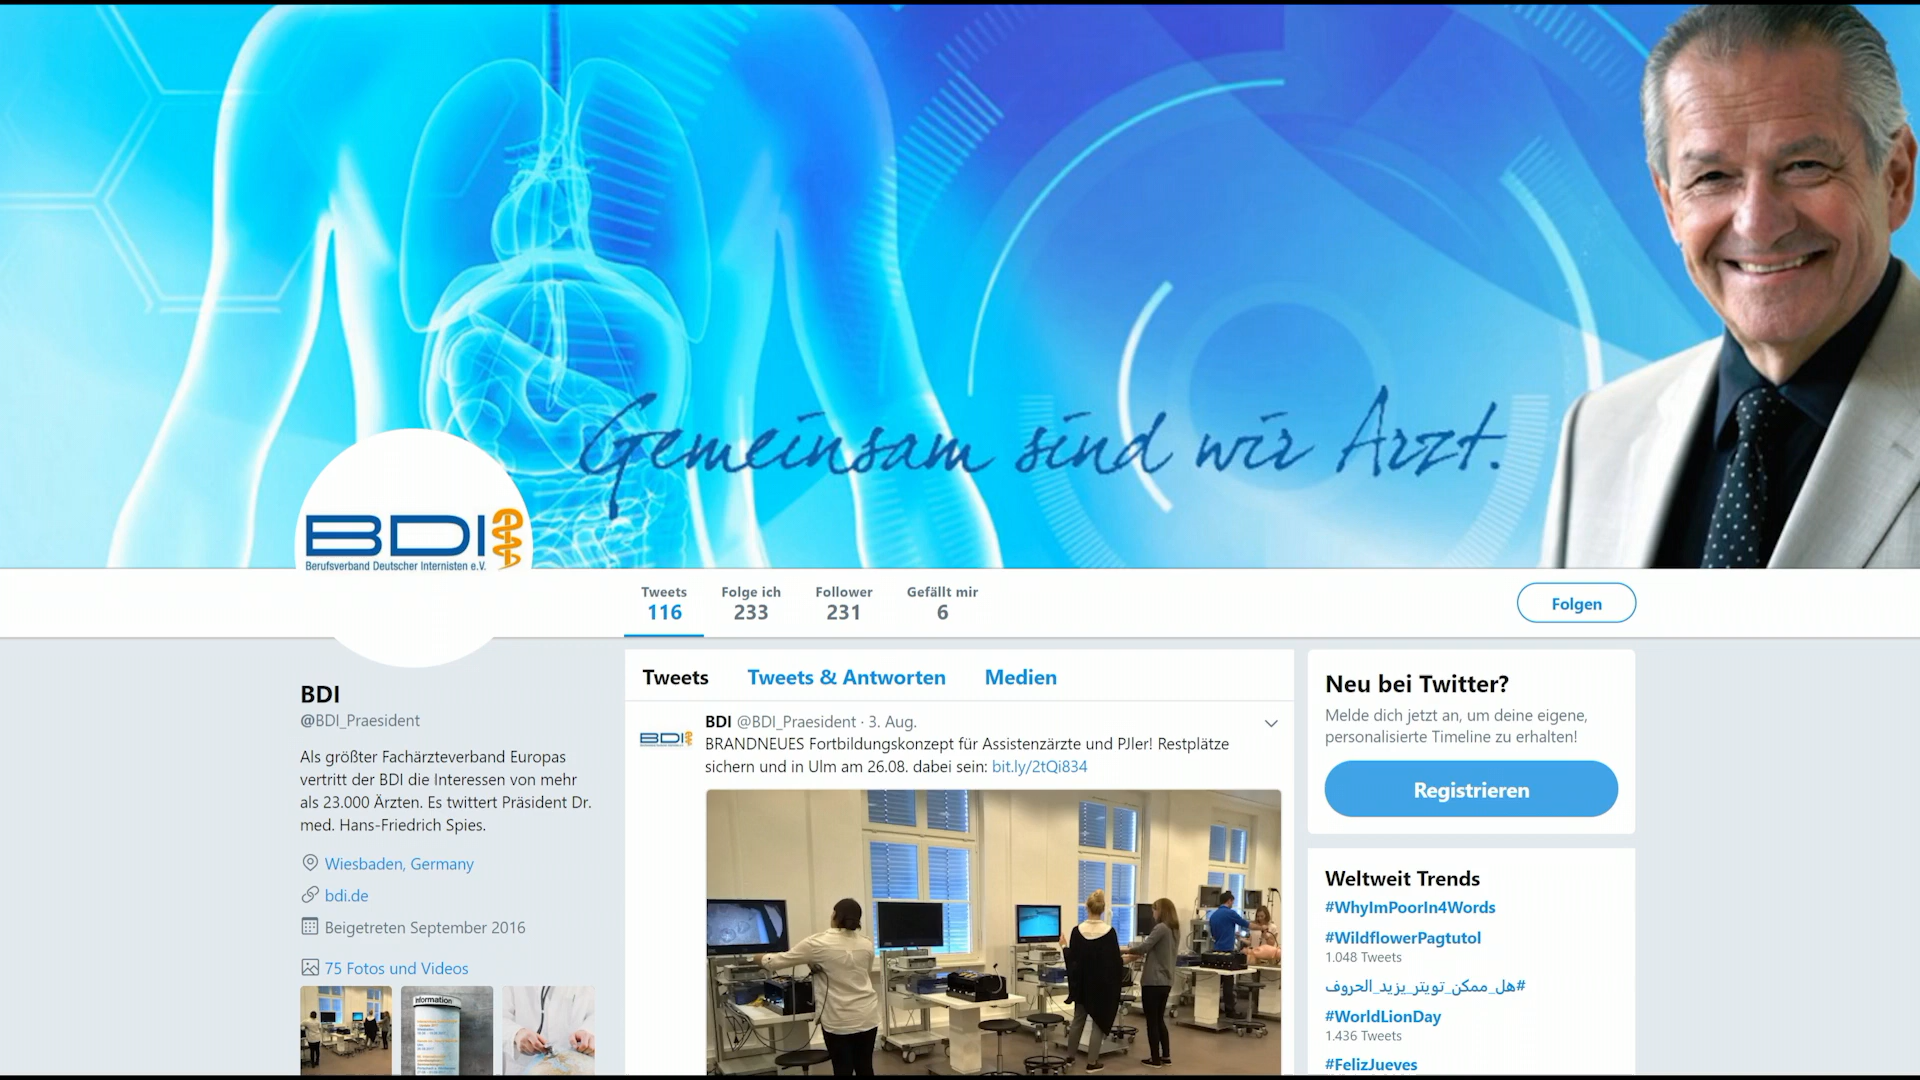 Gemeinsam sind wir Arzt.
BDI
Berufsverband Deutscher Internisten e.V.
Tweets
116
Folge ich
233
Follower
231
Gefällt mir
6
Folgen
BDI
@BDI_Praesident
Als größter Fachärzteverband Europas
vertritt der BDI die Interessen von mehr
als 23.000 Ärzten. Es twittert Präsident Dr.
med. Hans-Friedrich Spies.
Wiesbaden, Germany
bdi.de
Beigetreten September 2016
75 Fotos und Videos
Information
Tweets
Tweets & Antworten
Medien
BDI
BDI @BDI_Praesident · 3. Aug.
BRANDNEUES Fortbildungskonzept für Assistenzärzte und PJler! Restplätze
sichern und in Ulm am 26.08. dabei sein: bit.ly/2tQi834
Neu bei Twitter?
Melde dich jetzt an, um deine eigene,
personalisierte Timeline zu erhalten!
Registrieren
Weltweit Trends
#WhyImPoorIn4Words
#WildflowerPagtutol
1.048 Tweets
#هل_ممكن_تويتر_يزيد_الحروف
#WorldLionDay
1.436 Tweets
#FelizJueves